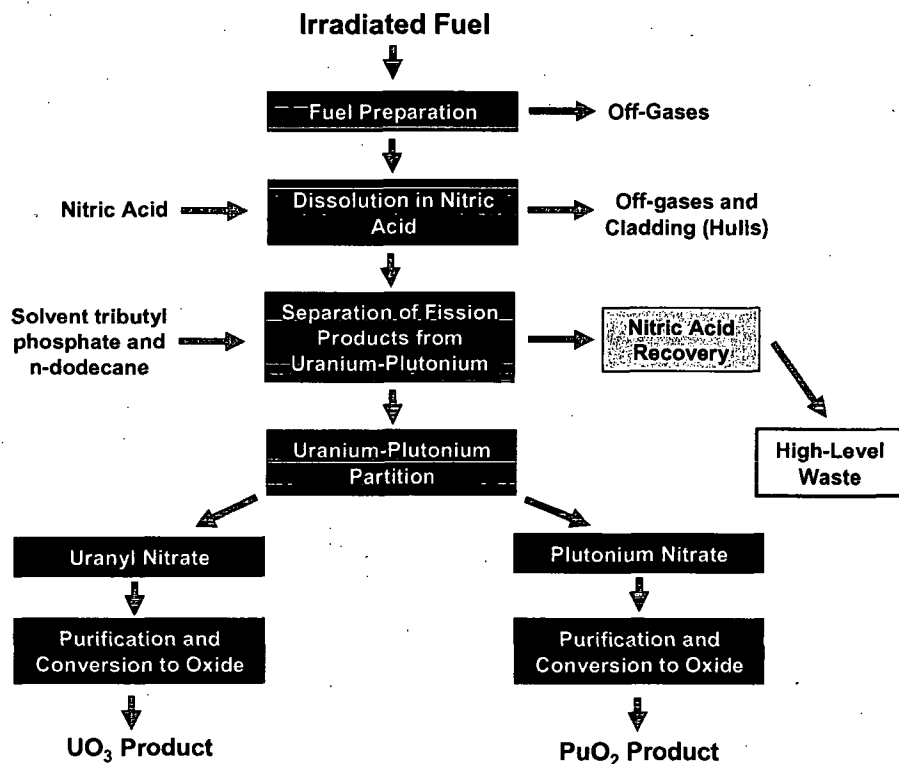 Irradiated Fuel
Fuel Preparation
Off-Gases
Nitric Acid
Dissolution in Nitric
Acid
Off-gases and
Cladding (Hulls)
Solvent tributyl
phosphate and
n-dodecane
Separation of Fission
Products from
Uranium-Plutonium
Nitric Acid
Recovery
Uranium-Plutonium
Partition
High-Level
Waste
Uranyl Nitrate
Plutonium Nitrate
Purification and
Conversion to Oxide
Purification and
Conversion to Oxide
UO₃ Product
PuO₂ Product